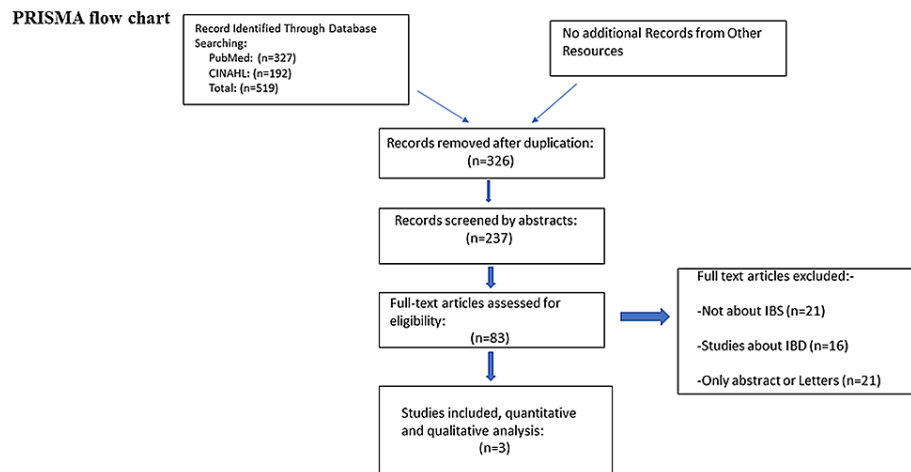 PRISMA flow chart
Record Identified Through Database
Searching:
PubMed: (n=327)
CINAHL: (n=192)
Total: (n=519)
No additional Records from Other
Resources
Records removed after duplication:
(n=326)
Records screened by abstracts:
(n=237)
Full-text articles assessed for
eligibility:
(n=83)
Full text articles excluded:-
-Not about IBS (n=21)
-Studies about IBD (n=16)
-Only abstract or Letters (n=21)
Studies included, quantitative
and qualitative analysis:
(n=3)